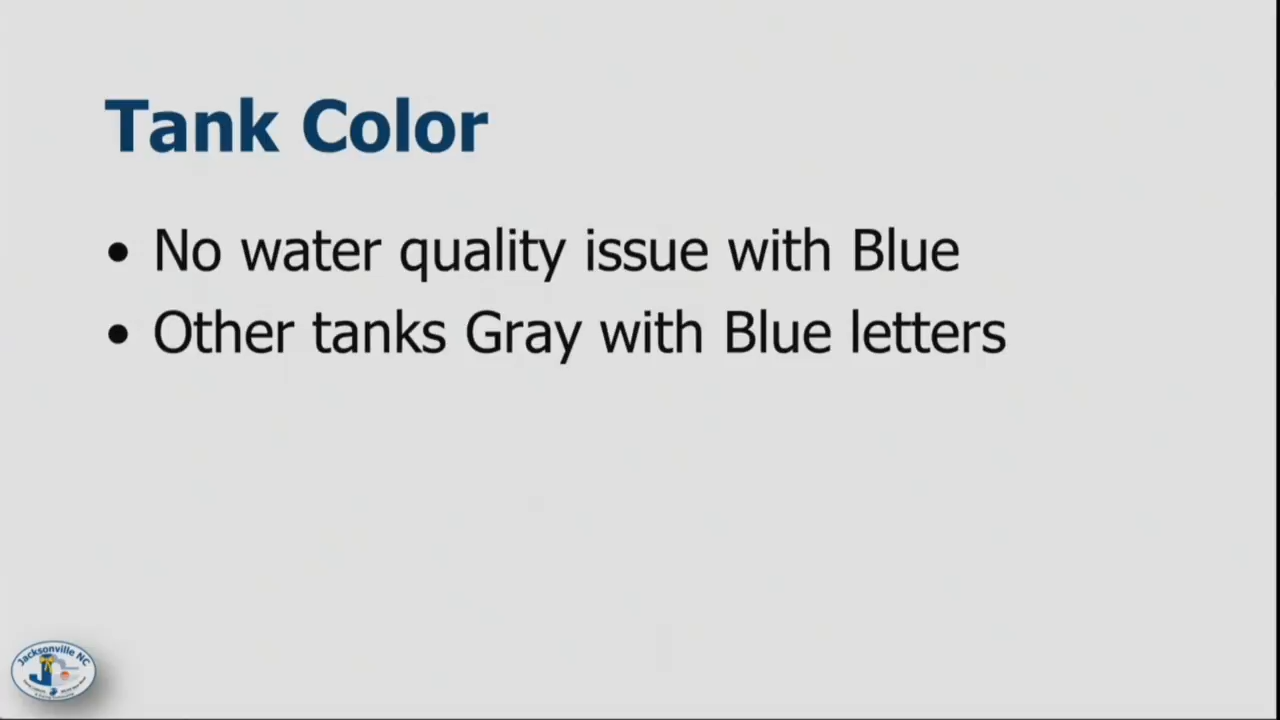 Tank Color
• No water quality issue with Blue
• Other tanks Gray with Blue letters
Jacksonville NC